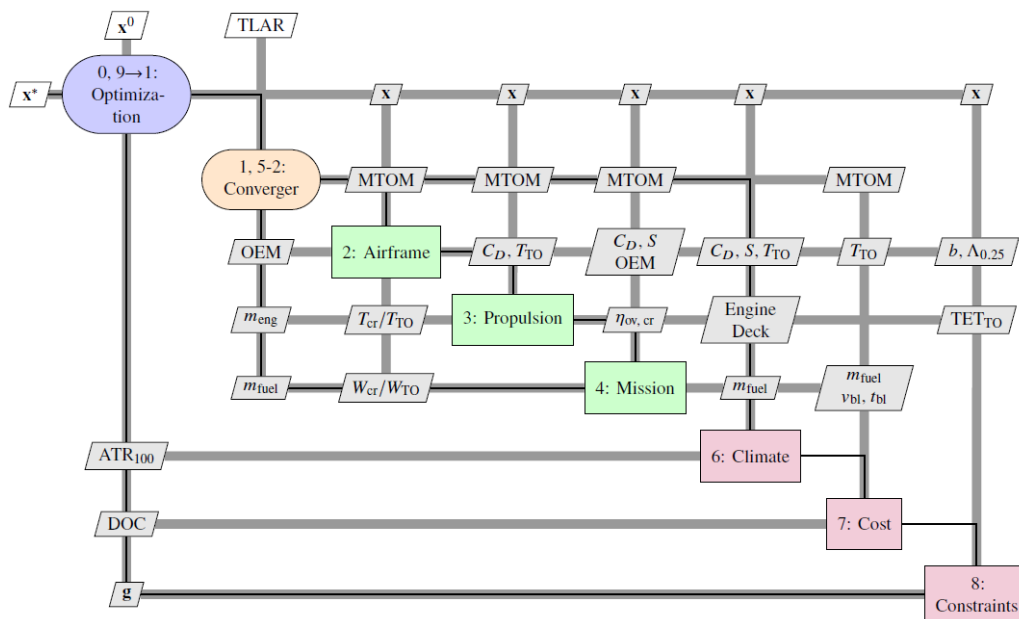 x⁰
TLAR
x*
0, 9→1:
Optimiza-
tion
x
x
x
x
x
1, 5-2:
Converger
MTOM
MTOM
MTOM
MTOM
OEM
2: Airframe
C_D, T_TO
C_D, S
OEM
C_D, S, T_TO
T_TO
b, Λ_0.25
m_eng
T_cr/T_TO
3: Propulsion
η_ov, cr
Engine
Deck
TET_TO
m_fuel
W_cr/W_TO
4: Mission
m_fuel
m_fuel
v_bl, t_bl
ATR_100
6: Climate
DOC
7: Cost
g
8:
Constraints